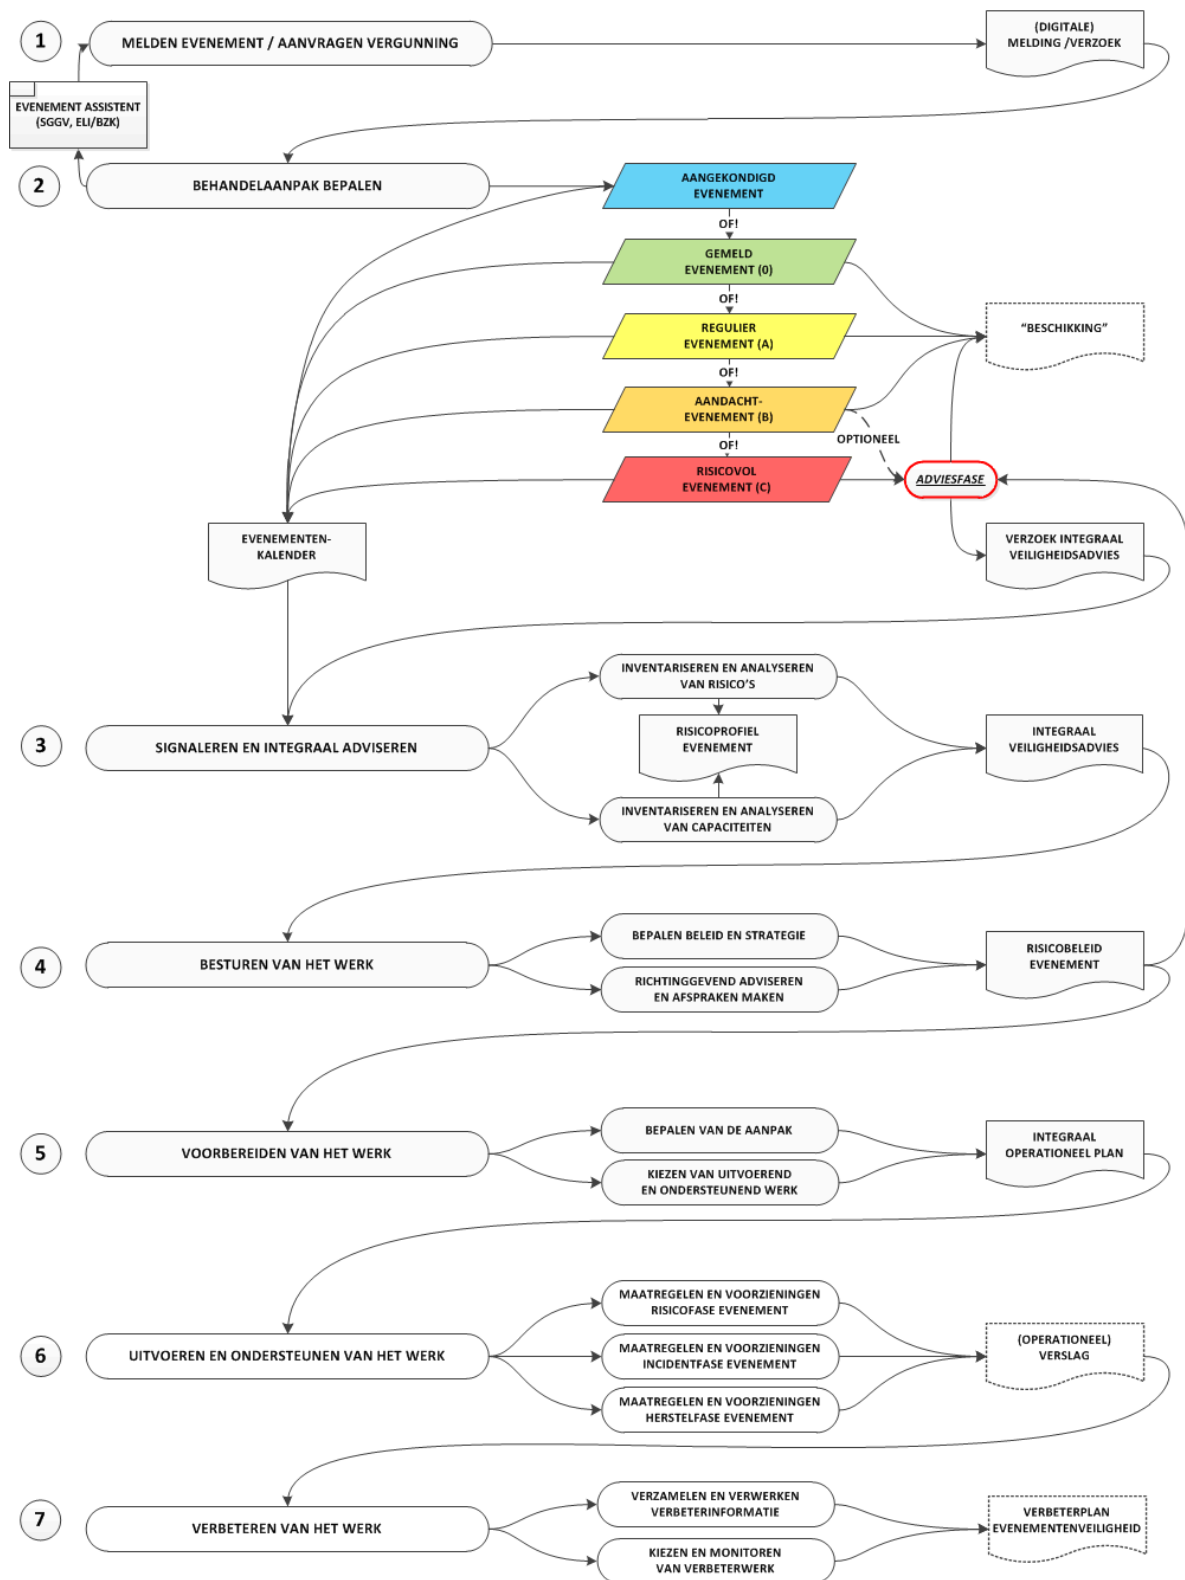 1
MELDEN EVENEMENT / AANVRAGEN VERGUNNING
(DIGITALE)
MELDING /VERZOEK
EVENEMENT ASSISTENT
(SGGV, ELI/BZK)
2
BEHANDELAANPAK BEPALEN
AANGEKONDIGD
EVENEMENT
OF!
GEMELD
EVENEMENT (0)
OF!
REGULIER
EVENEMENT (A)
"BESCHIKKING"
OF!
AANDACHT-
EVENEMENT (B)
OPTIONEEL
OF!
RISICOVOL
EVENEMENT (C)
ADVIESFASE
EVENEMENTEN-
KALENDER
VERZOEK INTEGRAAL
VEILIGHEIDSADVIES
INVENTARISEREN EN ANALYSEREN
VAN RISICO'S
3
SIGNALEREN EN INTEGRAAL ADVISEREN
RISICOPROFIEL
EVENEMENT
INTEGRAAL
VEILIGHEIDSADVIES
INVENTARISEREN EN ANALYSEREN
VAN CAPACITEITEN
4
BESTUREN VAN HET WERK
BEPALEN BELEID EN STRATEGIE
RICHTINGGEVEND ADVISEREN
EN AFSPRAKEN MAKEN
RISICOBELEID
EVENEMENT
5
VOORBEREIDEN VAN HET WERK
BEPALEN VAN DE AANPAK
KIEZEN VAN UITVOEREND
EN ONDERSTEUNEND WERK
INTEGRAAL
OPERATIONEEL PLAN
6
UITVOEREN EN ONDERSTEUNEN VAN HET WERK
MAATREGELEN EN VOORZIENINGEN
RISICOFASE EVENEMENT
MAATREGELEN EN VOORZIENINGEN
INCIDENTFASE EVENEMENT
MAATREGELEN EN VOORZIENINGEN
HERSTELFASE EVENEMENT
(OPERATIONEEL)
VERSLAG
7
VERBETEREN VAN HET WERK
VERZAMELEN EN VERWERKEN
VERBETERINFORMATIE
KIEZEN EN MONITOREN
VAN VERBETERWERK
VERBETERPLAN
EVENEMENTENVEILIGHEID